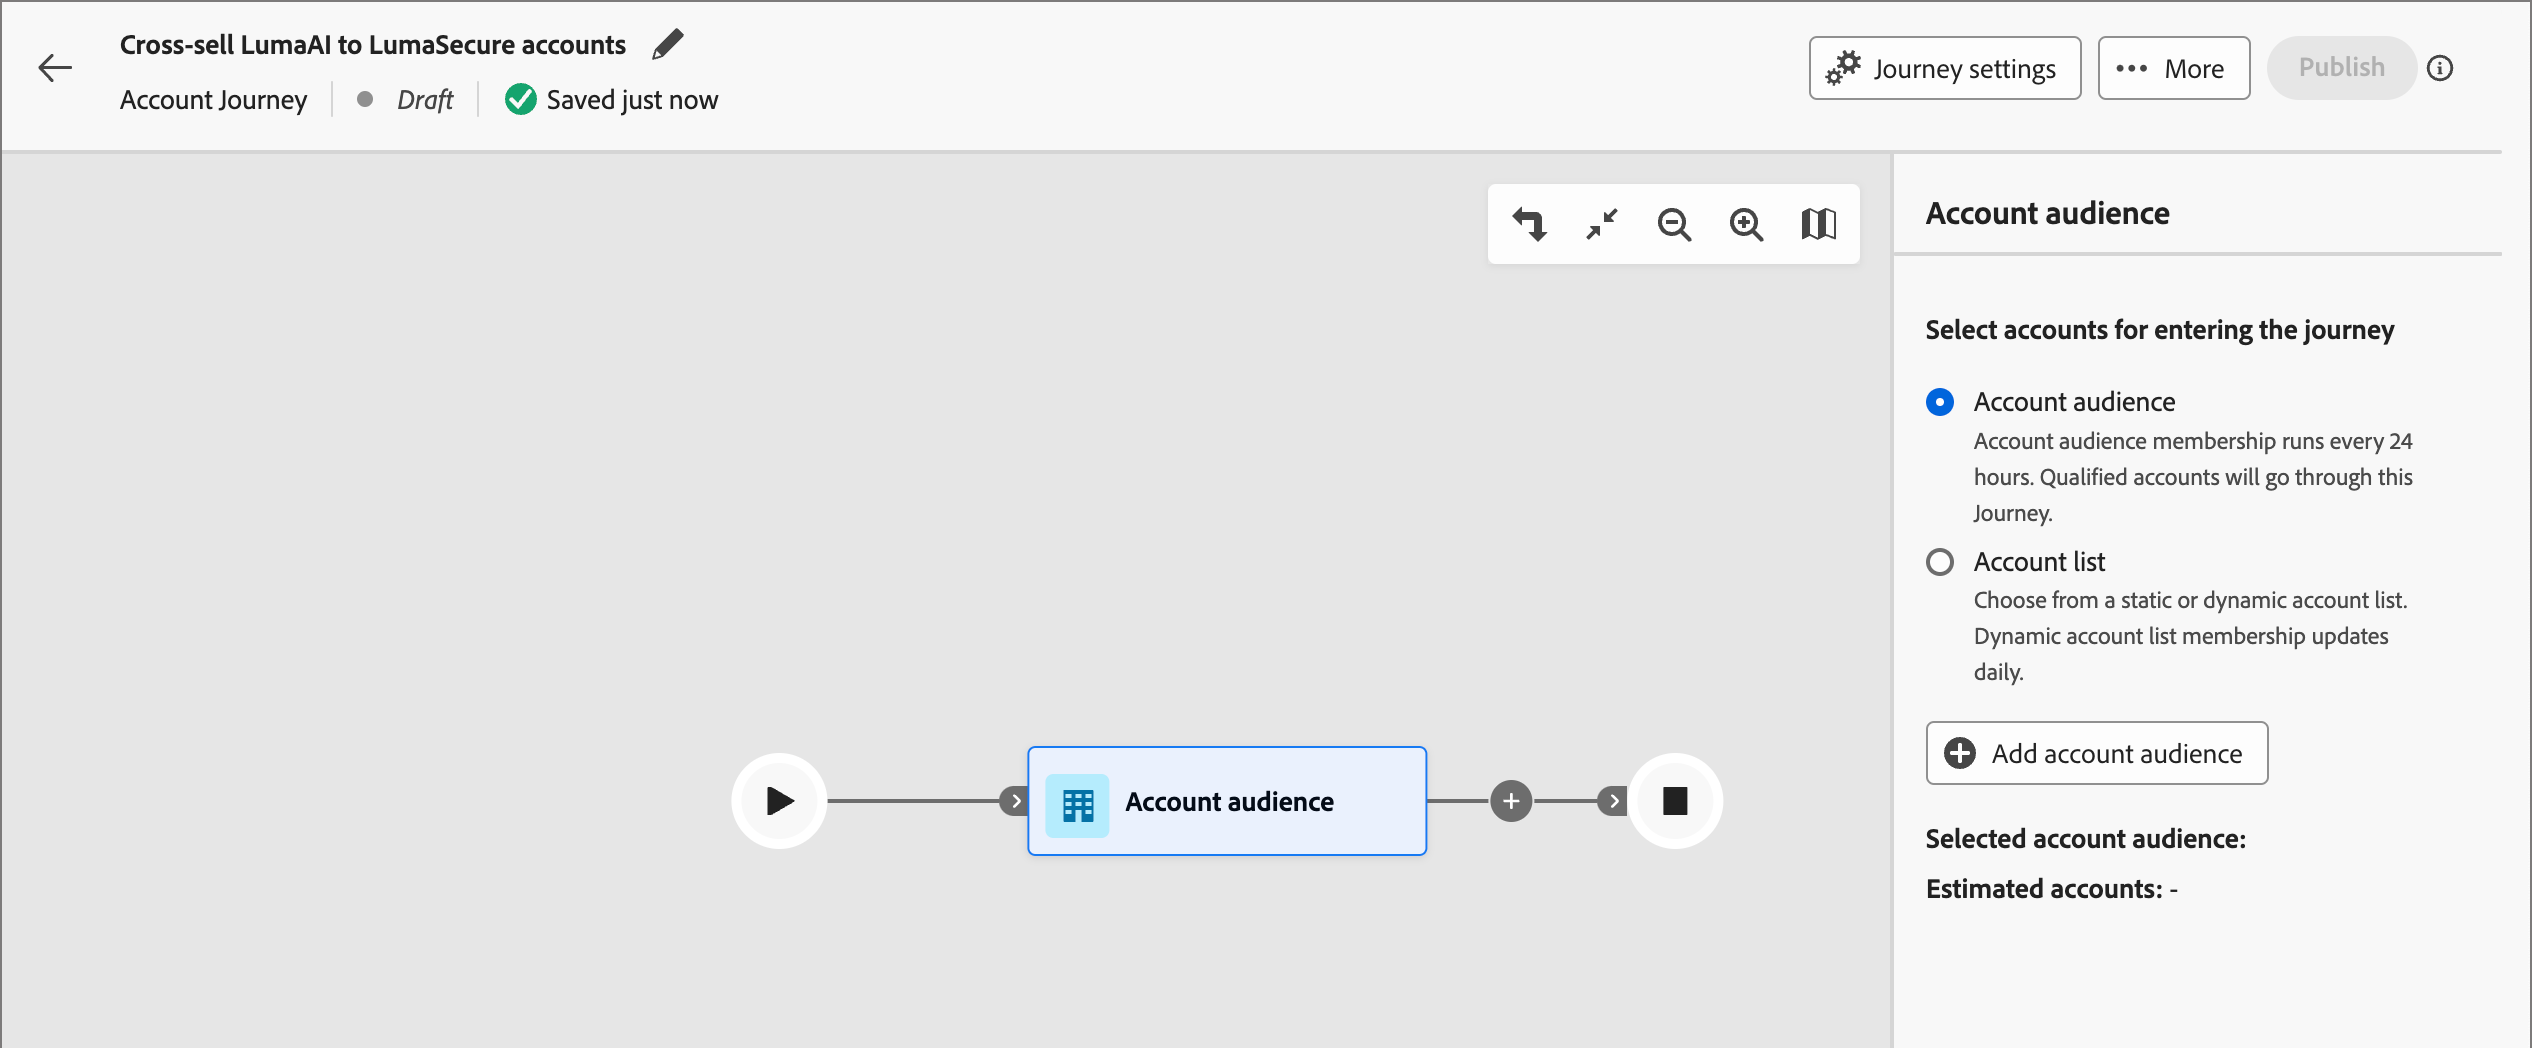 Cross-sell LumaAI to LumaSecure accounts
Account Journey
Draft
Saved just now
Journey settings
More
Publish
Account audience
Select accounts for entering the journey
Account audience
Account audience membership runs every 24
hours. Qualified accounts will go through this
Journey.
Account list
Choose from a static or dynamic account list.
Dynamic account list membership updates
daily.
Add account audience
Selected account audience:
Estimated accounts: -
Account audience